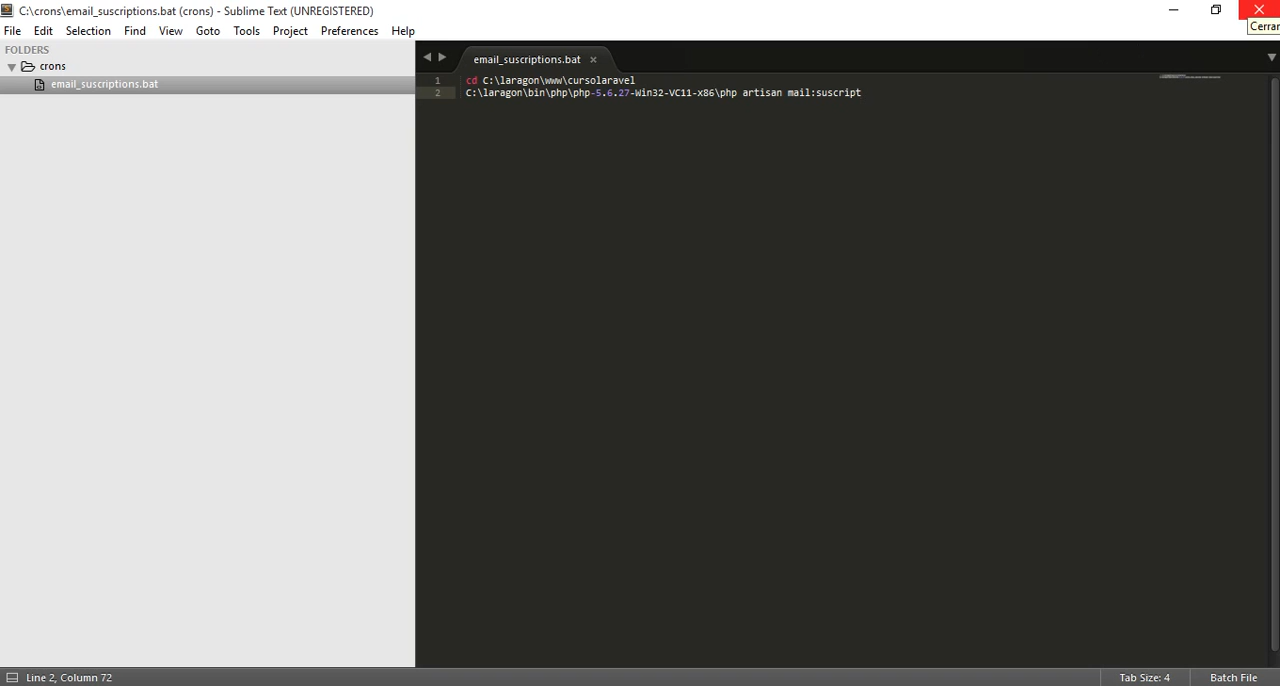 C:\crons\email_suscriptions.bat (crons) - Sublime Text (UNREGISTERED)
File Edit Selection Find View Goto Tools Project Preferences Help
Cerrar
FOLDERS
crons
email_suscriptions.bat
email_suscriptions.bat ×
1 cd C:\laragon\www\cursolaravel
2 C:\laragon\bin\php\php-5.6.27-Win32-VC11-x86\php artisan mail:suscript
Line 2, Column 72
Tab Size: 4
Batch File